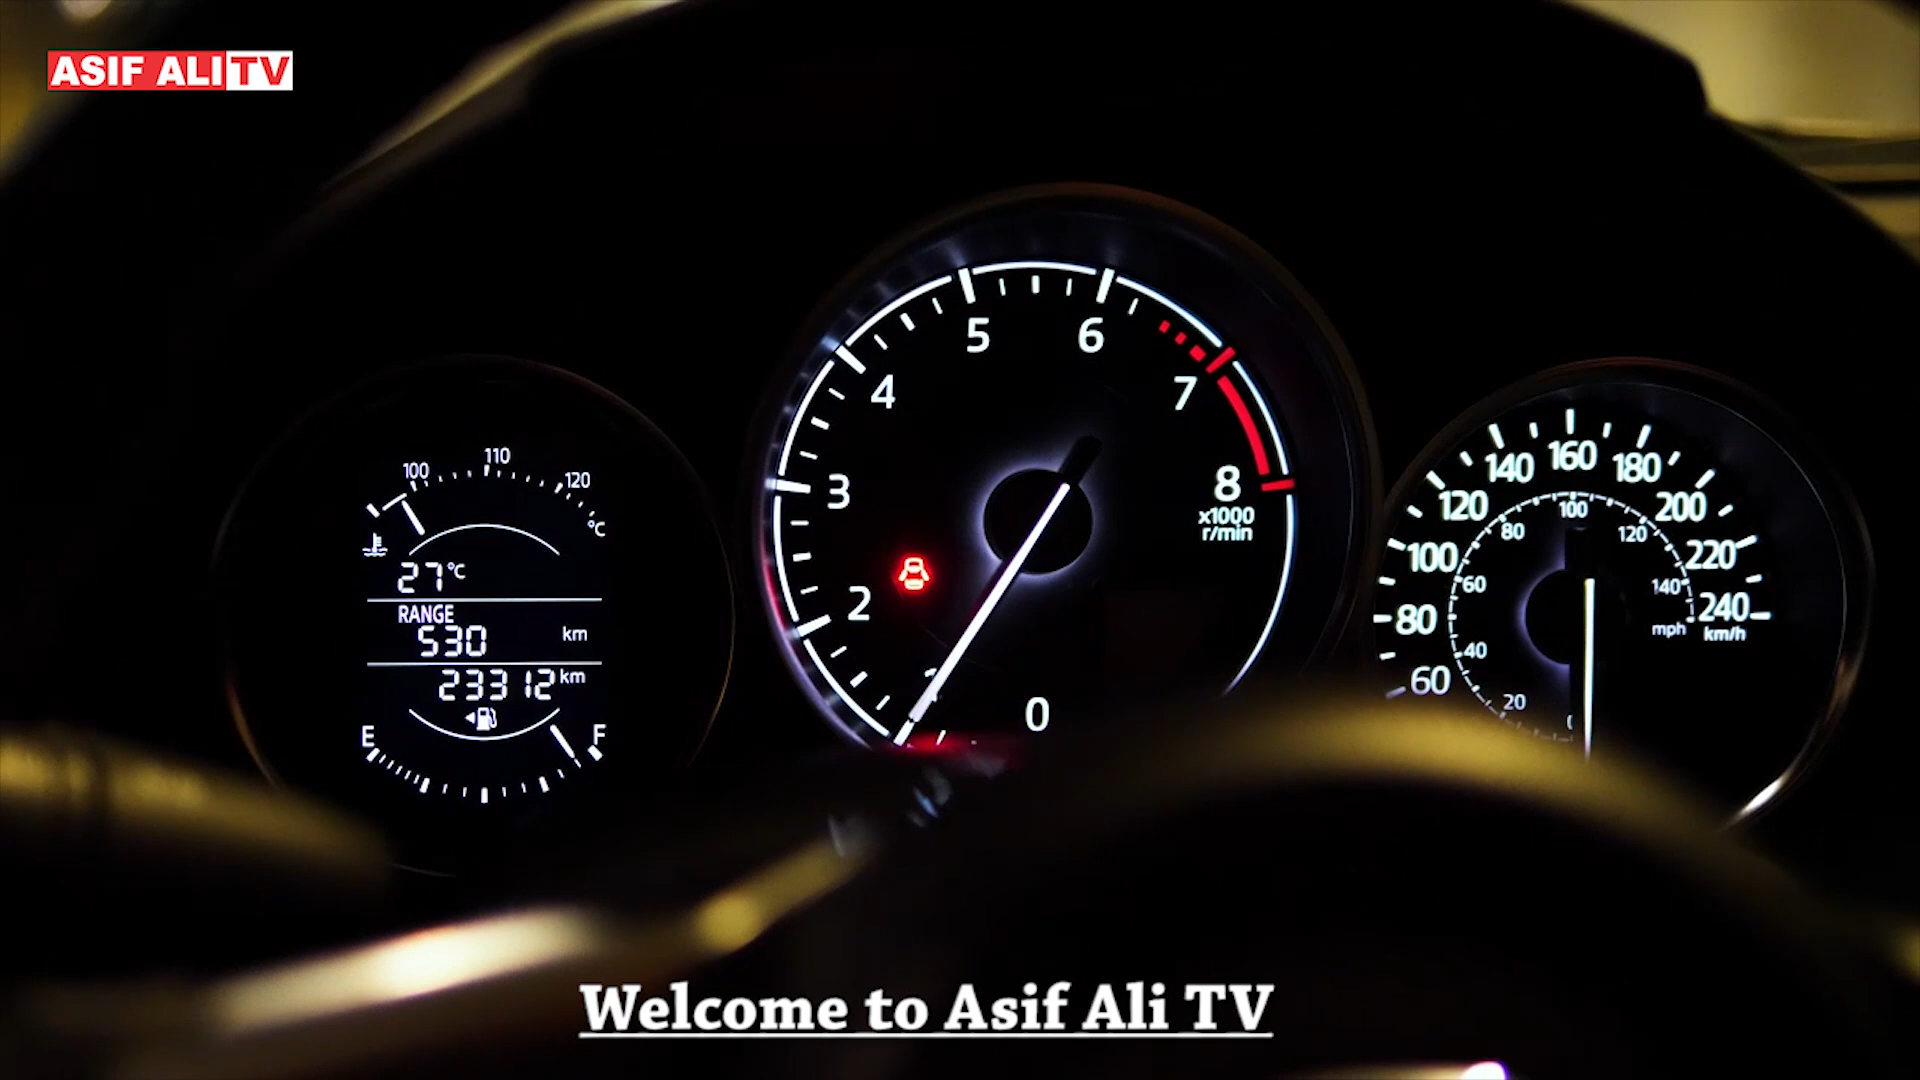 ASIF ALI TV
100
110
120
°C
27°C
RANGE
530 km
23312 km
E
F
0
2
3
4
5
6
7
8
x1000
r/min
60
80
100
120
140
160
180
200
220
240
km/h
20
40
60
80
100
120
140
mph
Welcome to Asif Ali TV